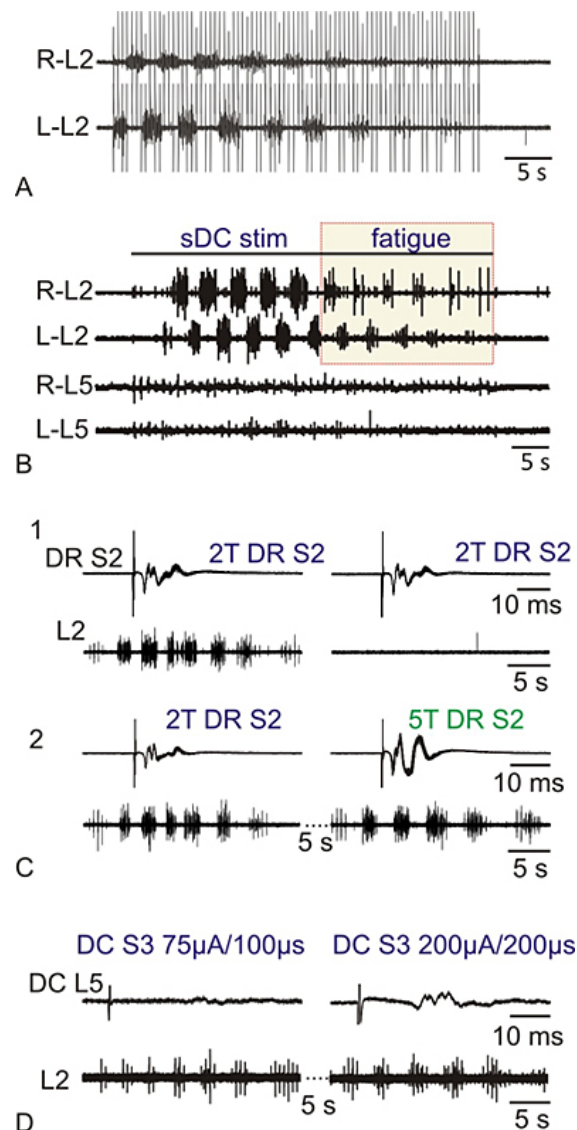 R-L2
L-L2
5 s
A
sDC stim fatigue
R-L2
L-L2
R-L5
L-L5
5 s
B
1
DR S2 2T DR S2 2T DR S2
10 ms
L2
5 s
2
2T DR S2 5T DR S2
10 ms
5 s
5 s
C
DC S3 75µA/100µs DC S3 200µA/200µs
DC L5
10 ms
L2
5 s
5 s
D